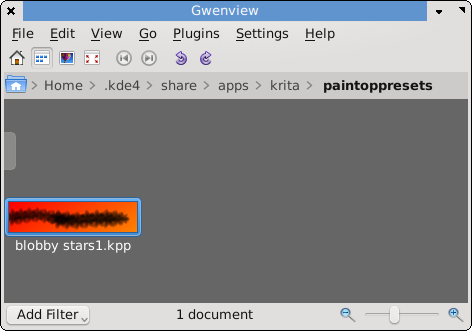 Gwenview
File Edit View Go Plugins Settings Help
Home .kde4 share apps krita paintoppresets
blobby stars1.kpp
Add Filter 1 document